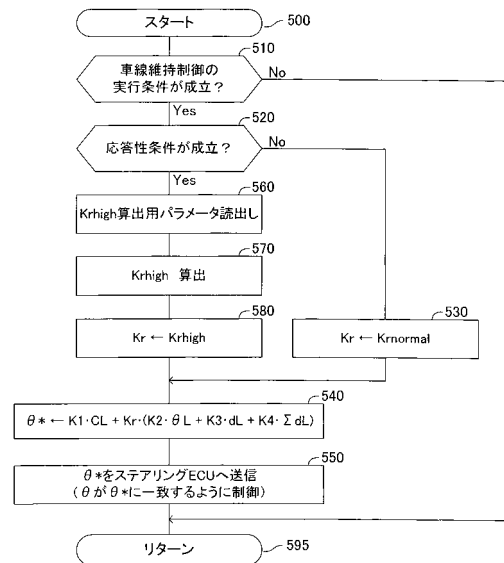 スタート
500
510
車線維持制御の
実行条件が成立?
No
Yes
520
応答性条件が成立?
No
Yes
560
Krhigh算出用パラメータ読出し
570
Krhigh 算出
580
Kr ← Krhigh
530
Kr ← Krnormal
540
θ* ← K1·CL + Kr·(K2·θL + K3·dL + K4·ΣdL)
550
θ*をステアリングECUへ送信
(θがθ*に一致するように制御)
リターン
595